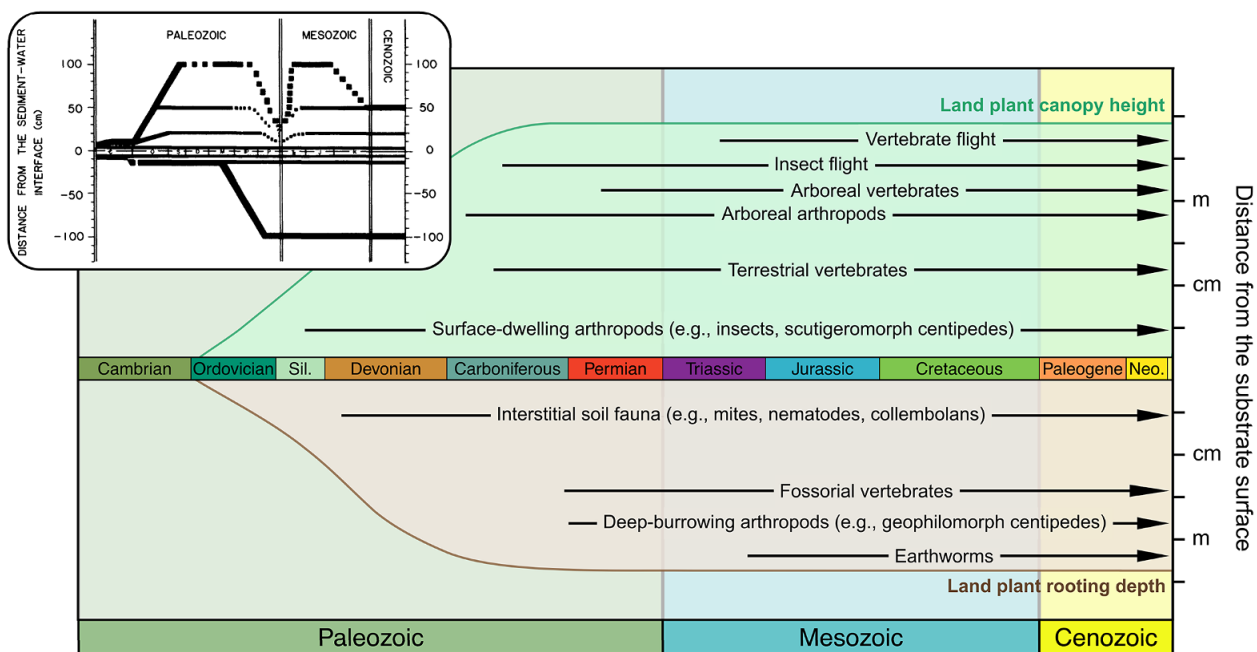 PALEOZOIC
MESOZOIC
CENOZOIC
DISTANCE FROM THE SEDIMENT-WATER
INTERFACE (cm)
100
50
0
-50
-100
100
50
0
-50
-100
Land plant canopy height
Vertebrate flight
Insect flight
Arboreal vertebrates
Arboreal arthropods
Terrestrial vertebrates
Surface-dwelling arthropods (e.g., insects, scutigeromorph centipedes)
m
cm
Cambrian Ordovician Sil. Devonian Carboniferous Permian Triassic Jurassic Cretaceous Paleogene Neo.
Interstitial soil fauna (e.g., mites, nematodes, collembolans)
Fossorial vertebrates
Deep-burrowing arthropods (e.g., geophilomorph centipedes)
Earthworms
Land plant rooting depth
cm
m
Distance from the substrate surface
Paleozoic Mesozoic Cenozoic